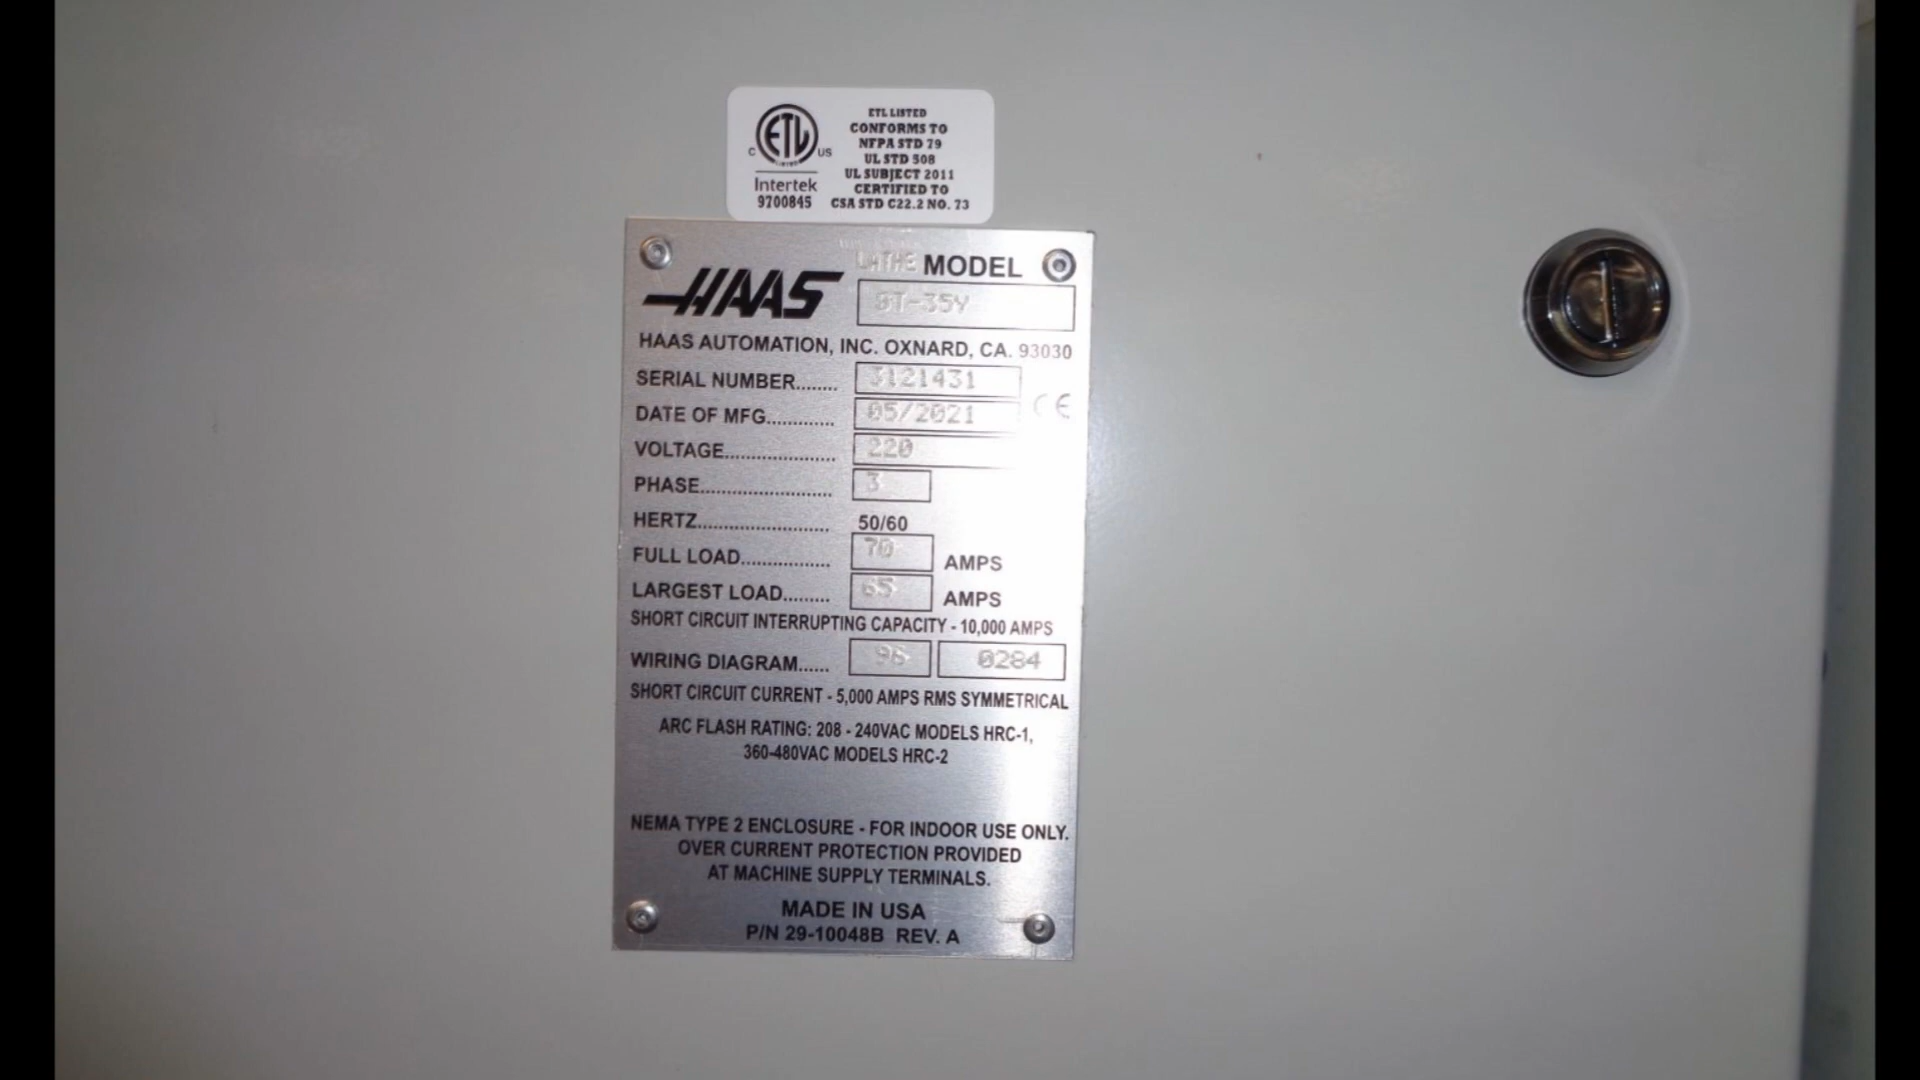 ETL LISTED
CONFORMS TO
NFPA STD 79
UL STD 508
UL SUBJECT 2011
CERTIFIED TO
CSA STD C22.2 NO. 73
C ETL US
LISTED
Intertek
9700845
LATHE MODEL
HAAS
ST-35Y
HAAS AUTOMATION, INC. OXNARD, CA. 93030
SERIAL NUMBER........ 3121431
DATE OF MFG............. 05/2021
CE
VOLTAGE..................... 220
PHASE......................... 3
HERTZ......................... 50/60
FULL LOAD................. 70 AMPS
LARGEST LOAD......... 65 AMPS
SHORT CIRCUIT INTERRUPTING CAPACITY - 10,000 AMPS
WIRING DIAGRAM...... 96 0284
SHORT CIRCUIT CURRENT - 5,000 AMPS RMS SYMMETRICAL
ARC FLASH RATING: 208 - 240VAC MODELS HRC-1,
360-480VAC MODELS HRC-2
NEMA TYPE 2 ENCLOSURE - FOR INDOOR USE ONLY.
OVER CURRENT PROTECTION PROVIDED
AT MACHINE SUPPLY TERMINALS.
MADE IN USA
P/N 29-10048B REV. A